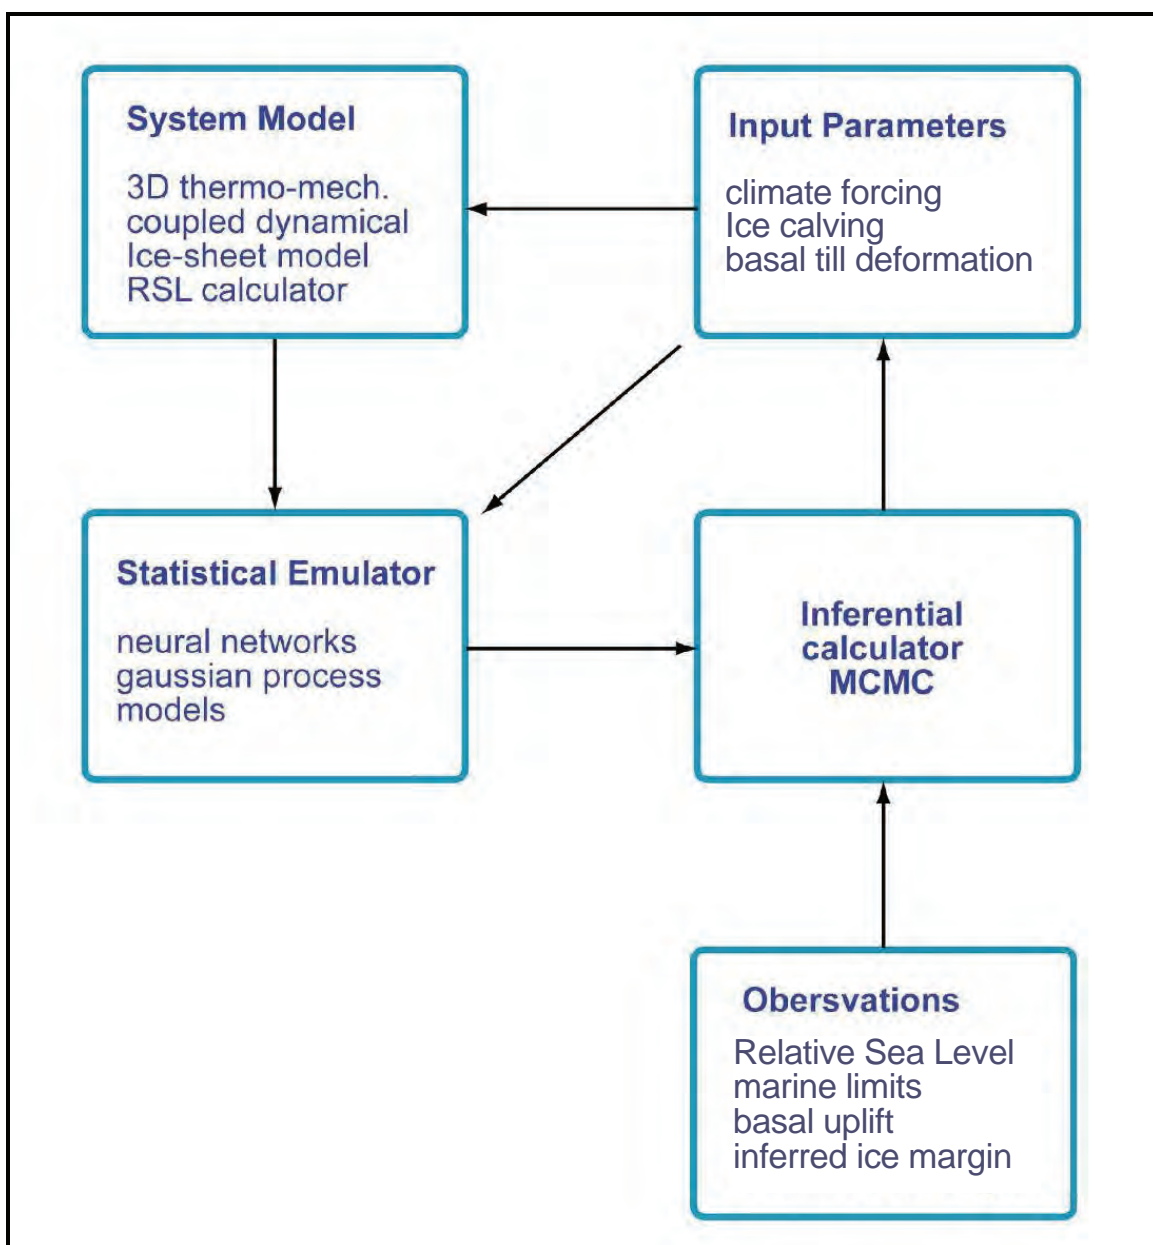 System Model
3D thermo-mech.
coupled dynamical
Ice-sheet model
RSL calculator
Input Parameters
climate forcing
Ice calving
basal till deformation
Statistical Emulator
neural networks
gaussian process
models
Inferential
calculator
MCMC
Obersvations
Relative Sea Level
marine limits
basal uplift
inferred ice margin